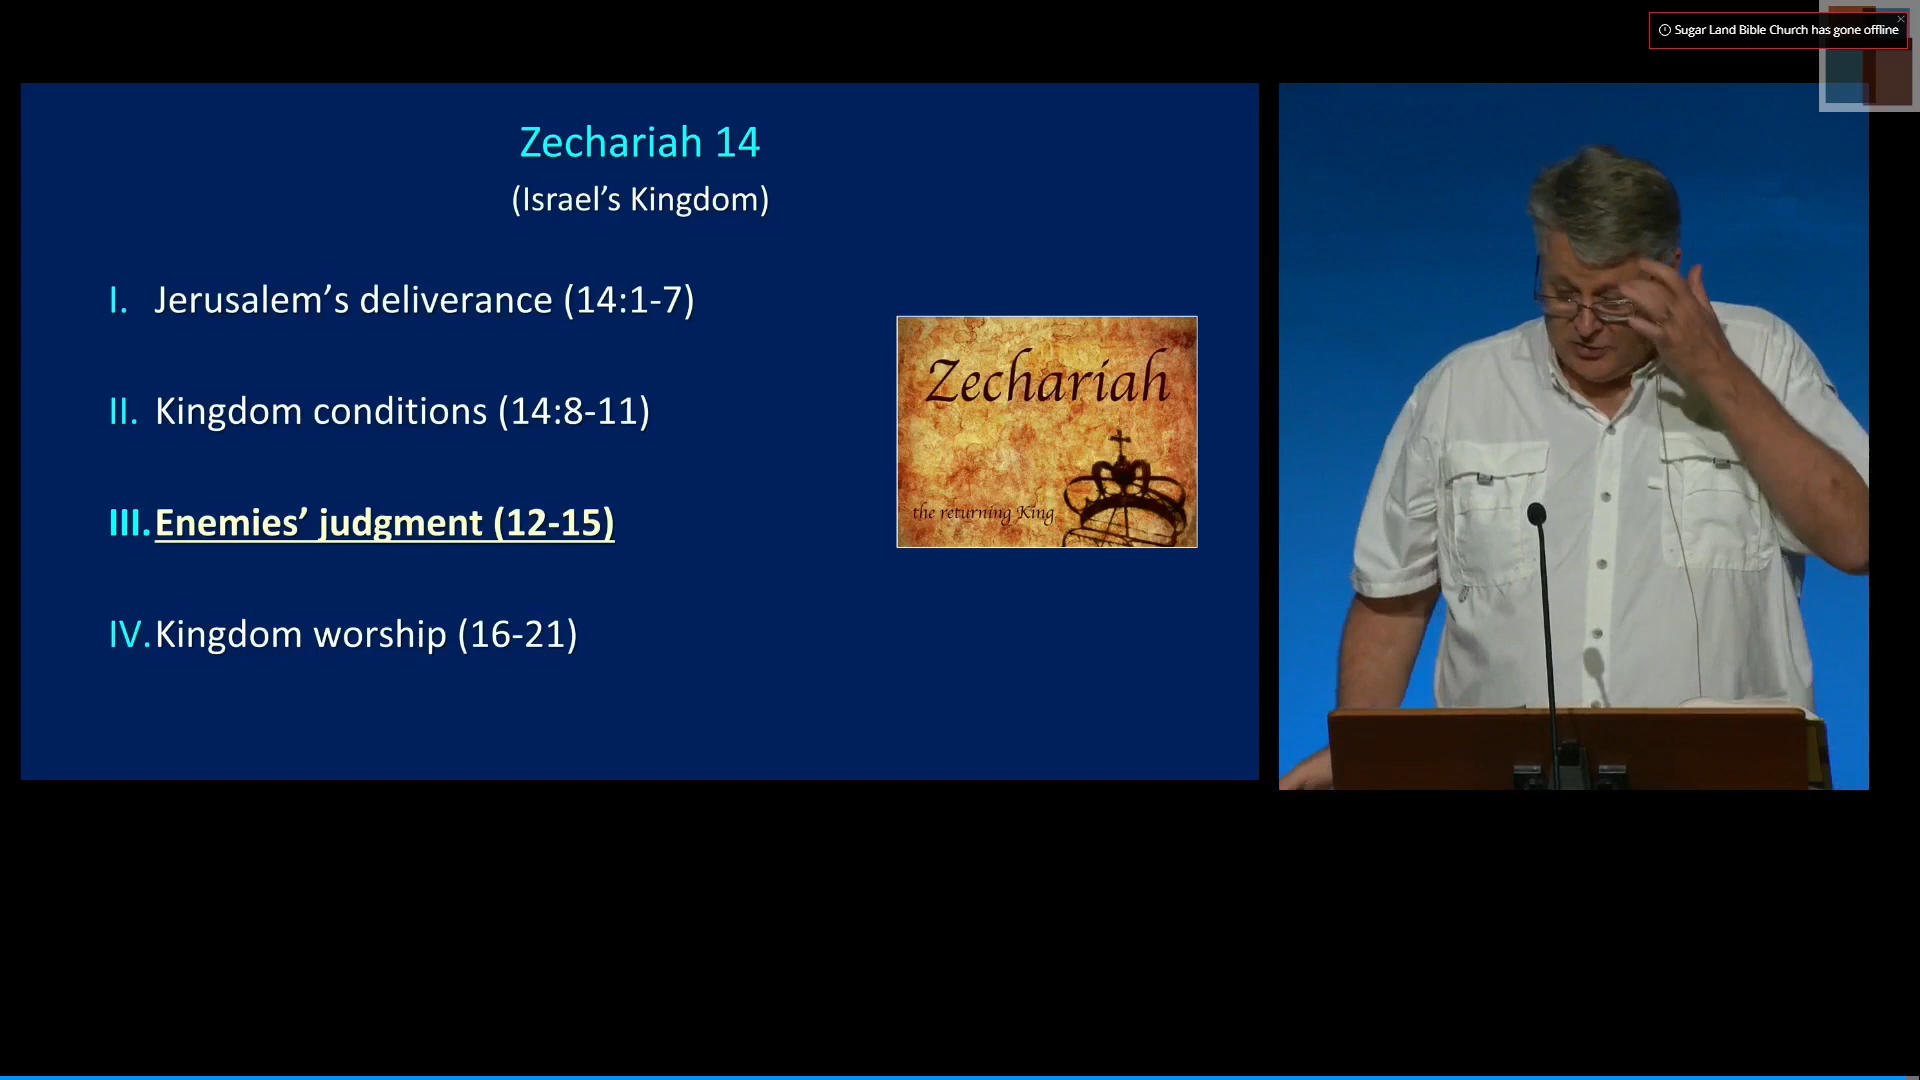 Sugar Land Bible Church has gone offline
Zechariah 14
(Israel’s Kingdom)
I. Jerusalem’s deliverance (14:1-7)
II. Kingdom conditions (14:8-11)
III. Enemies’ judgment (12-15)
IV. Kingdom worship (16-21)
Zechariah
the returning King